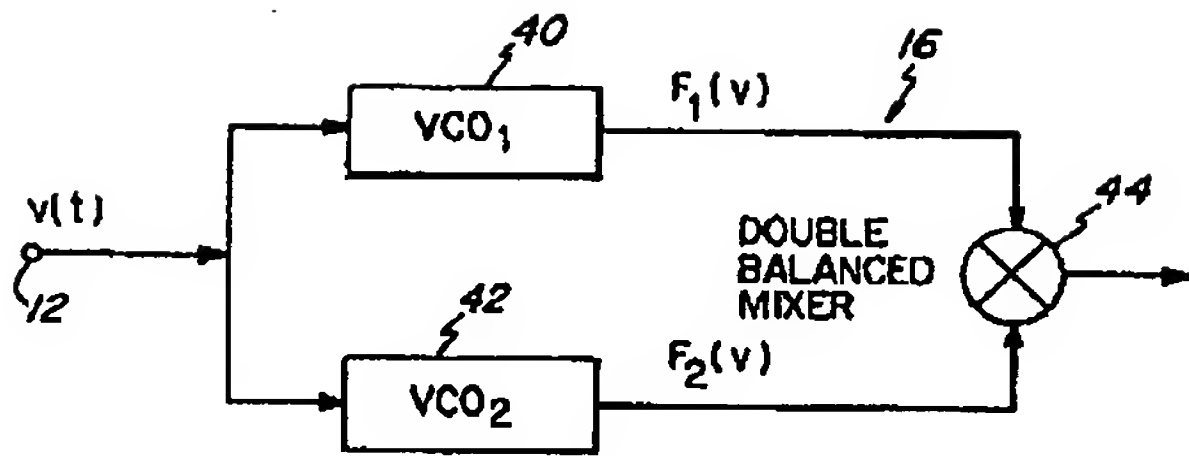 40
16
VCO₁
F₁(v)
v(t)
44
DOUBLE
BALANCED
MIXER
12
42
VCO₂
F₂(v)